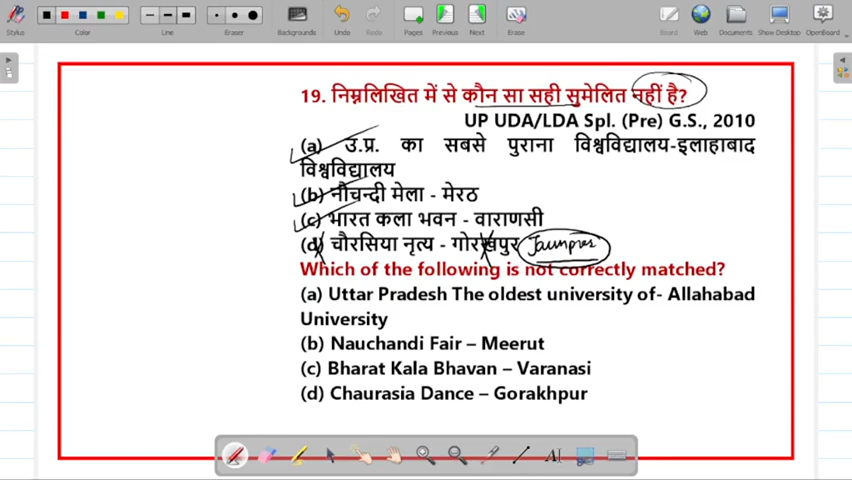 Stylus
Color
Line
Eraser
Backgrounds
Undo
Redo
Pages
Previous
Next
Erase
Board
Web
Documents
Show Desktop
OpenBoard
19. निम्नलिखित में से कौन सा सही सुमेलित नहीं है?
UP UDA/LDA Spl. (Pre) G.S., 2010
(a) उ.प्र. का सबसे पुराना विश्वविद्यालय-इलाहाबाद
विश्वविद्यालय
(b) नौचन्दी मेला - मेरठ
(c) भारत कला भवन - वाराणसी
(d) चौरसिया नृत्य - गोरखपुर Jaunpur
Which of the following is not correctly matched?
(a) Uttar Pradesh The oldest university of- Allahabad
University
(b) Nauchandi Fair – Meerut
(c) Bharat Kala Bhavan – Varanasi
(d) Chaurasia Dance – Gorakhpur